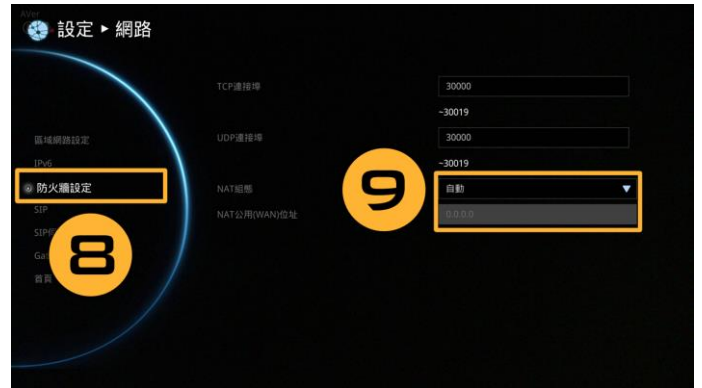 AVer
設定 ▸ 網路
TCP連接埠
30000
~30019
區域網路設定
UDP連接埠
30000
IPv6
~30019
防火牆設定
NAT組態
自動
SIP
NAT公用(WAN)位址
0.0.0.0
SIP
Ga
首頁
8
9